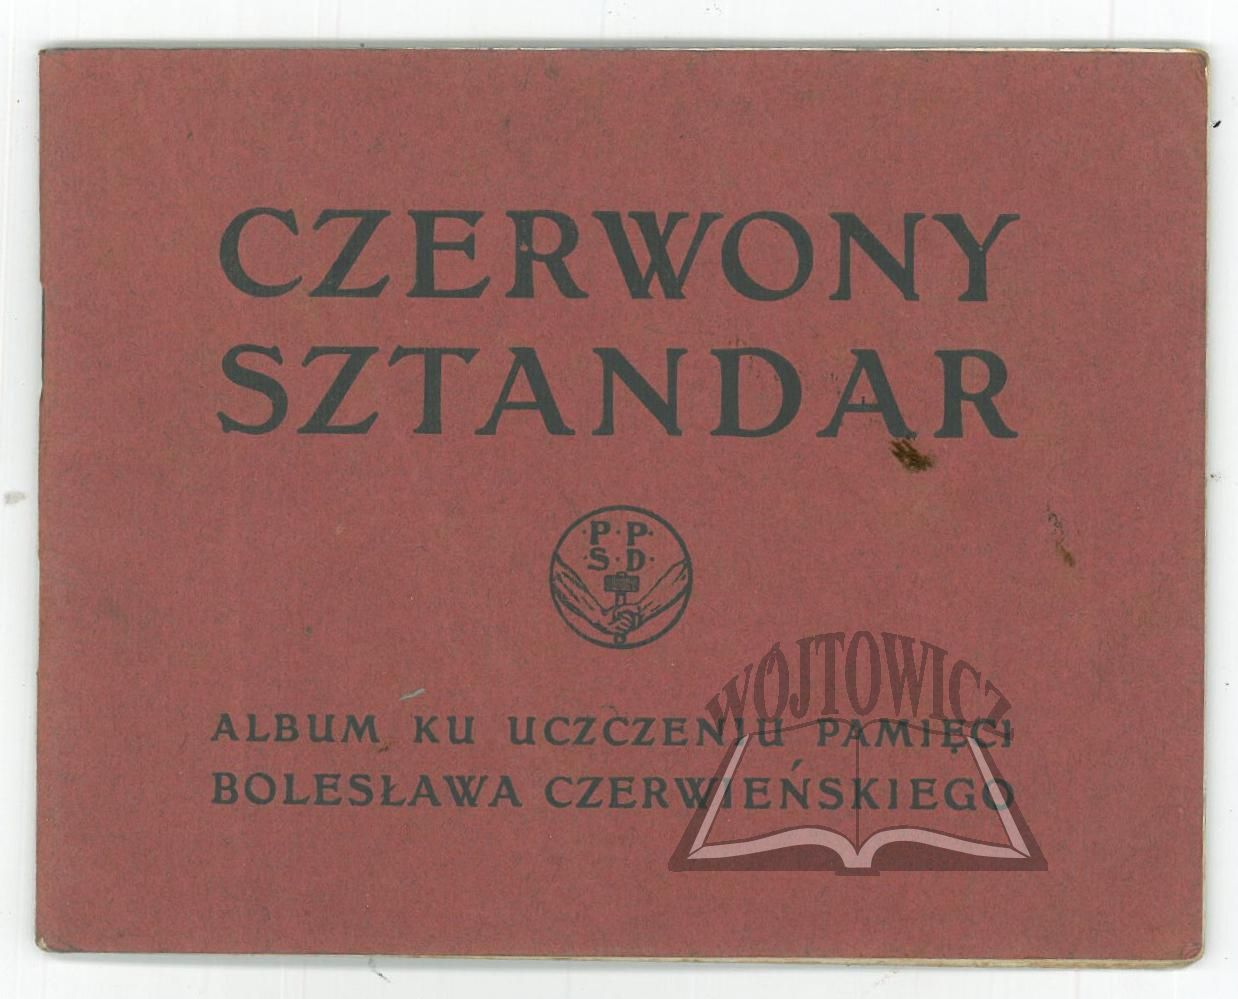 CZERWONY
SZTANDAR
·P·P·
·S·D·
WÓJTOWICZ
ALBUM KU UCZCZENIU PAMIĘCI
BOLESŁAWA CZERWIEŃSKIEGO